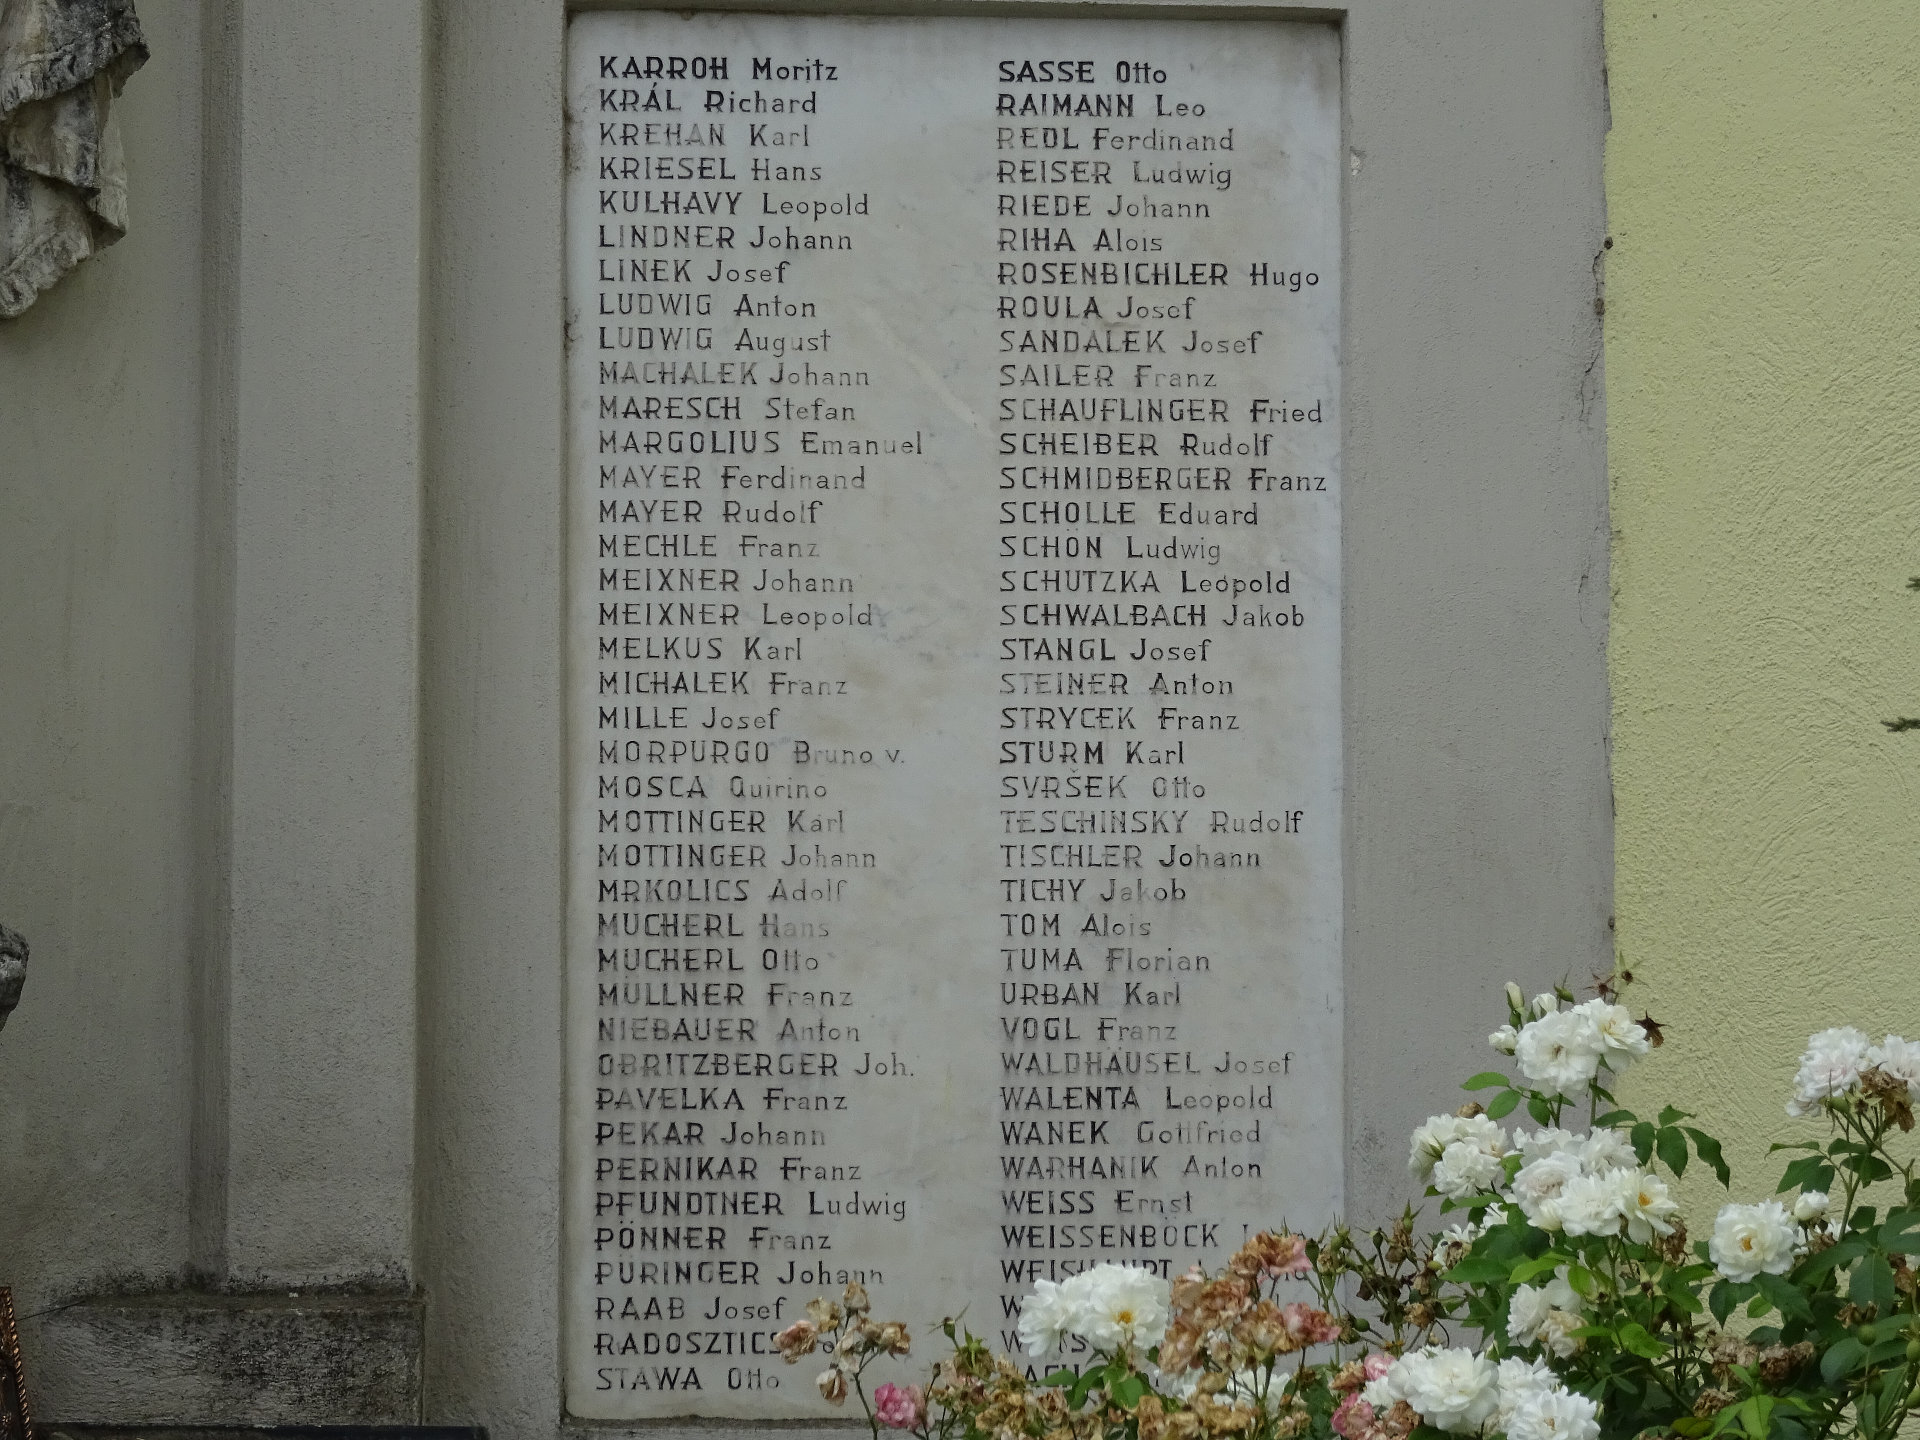 KARROH Moritz
KRÁL Richard
KREHAN Karl
KRIESEL Hans
KULHAVY Leopold
LINDNER Johann
LINEK Josef
LUDWIG Anton
LUDWIG August
MACHALEK Johann
MARESCH Stefan
MARGOLIUS Emanuel
MAYER Ferdinand
MAYER Rudolf
MECHLE Franz
MEIXNER Johann
MEIXNER Leopold
MELKUS Karl
MICHALEK Franz
MILLE Josef
MORPURGO Bruno v.
MOSCA Quirino
MOTTINGER Karl
MOTTINGER Johann
MRKOLICS Adolf
MUCHERL Hans
MUCHERL Otto
MÜLLNER Franz
NIEBAUER Anton
OBRITZBERGER Joh.
PAVELKA Franz
PEKAR Johann
PERNIKAR Franz
PFUNDTNER Ludwig
PÖNNER Franz
PURINGER Johann
RAAB Josef
RADOSZTICS
STAWA Otto
SASSE Otto
RAIMANN Leo
REDL Ferdinand
REISER Ludwig
RIEDE Johann
RIHA Alois
ROSENBICHLER Hugo
ROULA Josef
SANDALEK Josef
SAILER Franz
SCHAUFLINGER Fried
SCHEIBER Rudolf
SCHMIDBERGER Franz
SCHOLLE Eduard
SCHÖN Ludwig
SCHUTZKA Leopold
SCHWALBACH Jakob
STANGL Josef
STEINER Anton
STRYCEK Franz
STURM Karl
SVRŠEK Otto
TESCHINSKY Rudolf
TISCHLER Johann
TICHY Jakob
TOM Alois
TUMA Florian
URBAN Karl
VOGL Franz
WALDHÄUSEL Josef
WALENTA Leopold
WANEK Gottfried
WARHANIK Anton
WEISS Ernst
WEISSENBÖCK